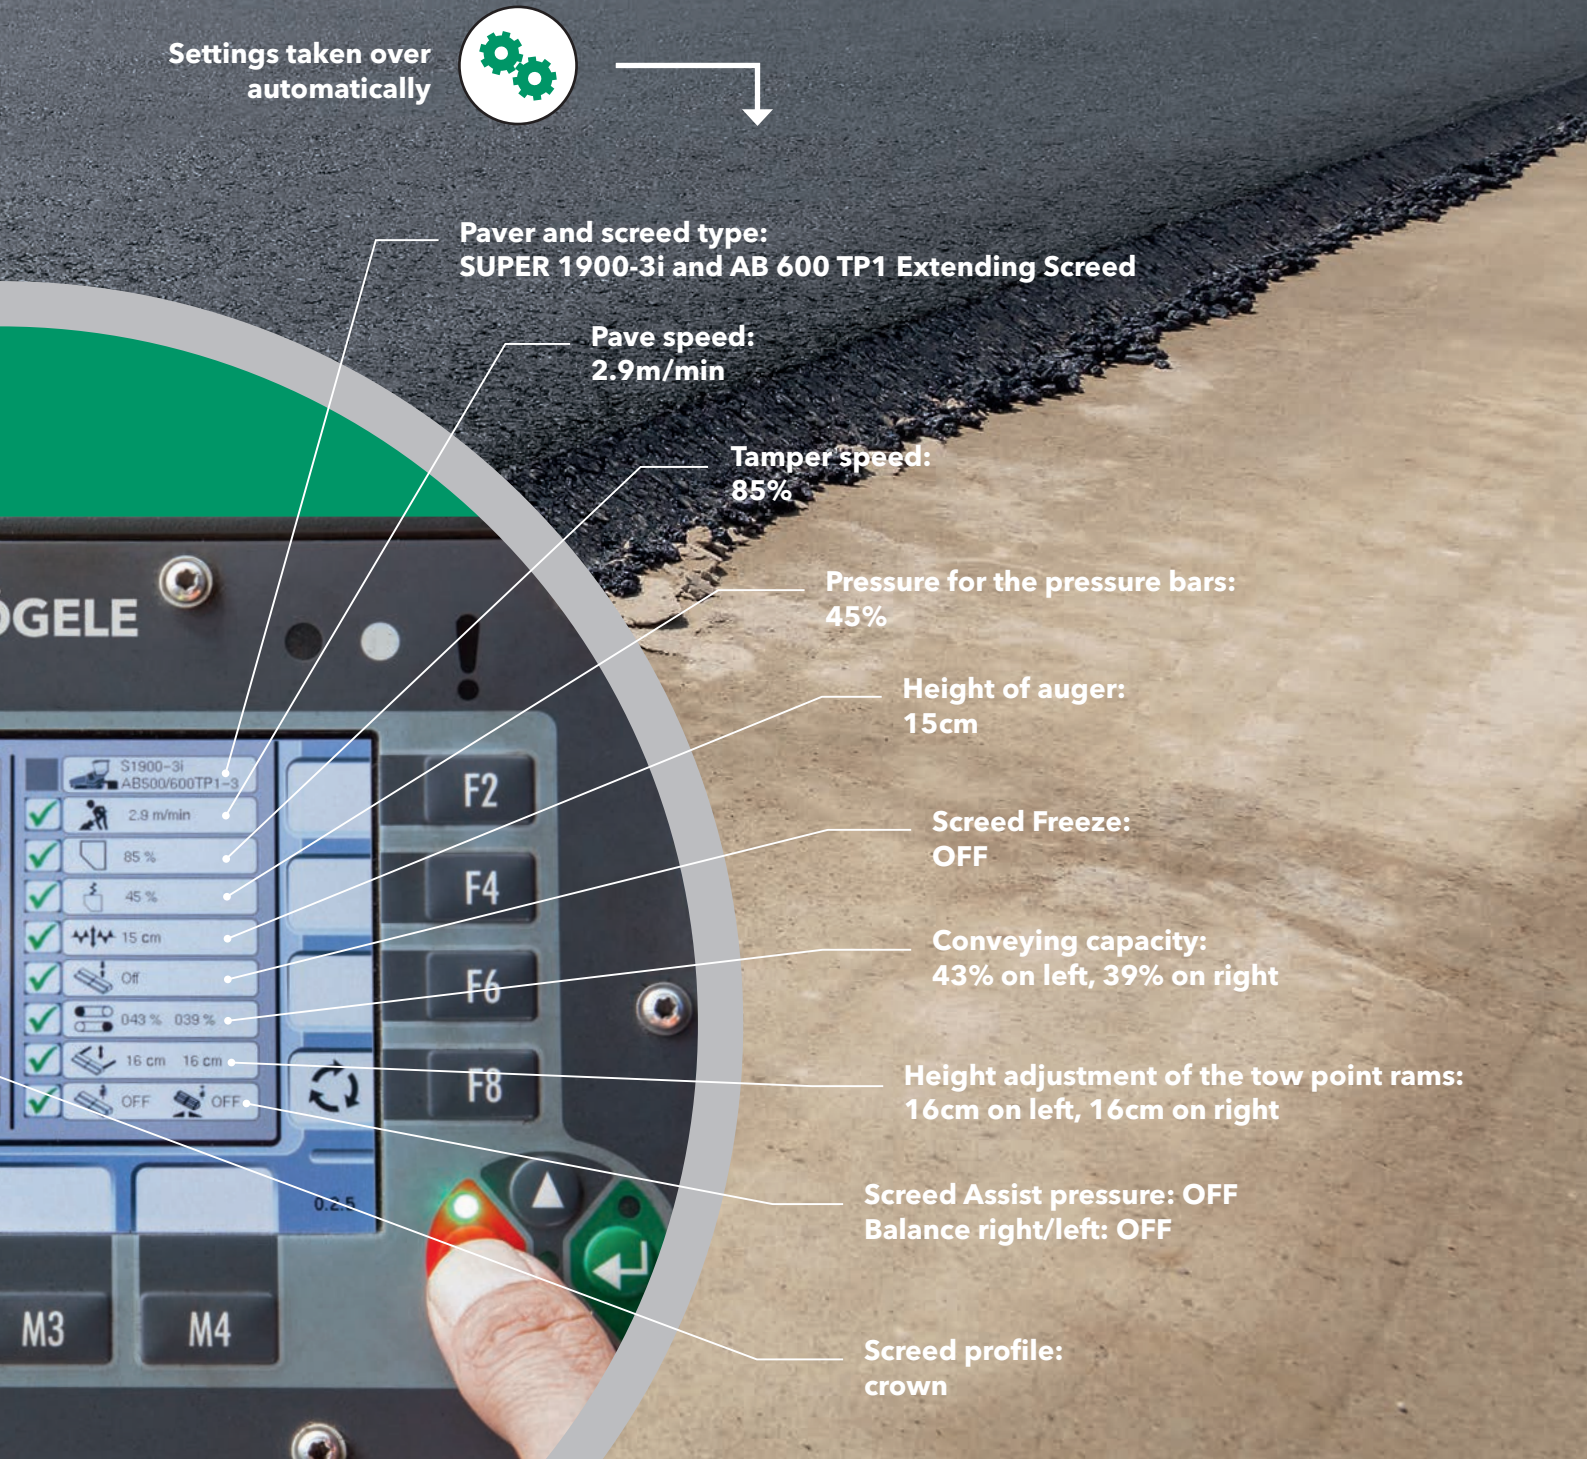 Settings taken over
automatically
Paver and screed type:
SUPER 1900-3i and AB 600 TP1 Extending Screed
Pave speed:
2.9m/min
Tamper speed:
85%
Pressure for the pressure bars:
45%
Height of auger:
15cm
Screed Freeze:
OFF
Conveying capacity:
43% on left, 39% on right
Height adjustment of the tow point rams:
16cm on left, 16cm on right
Screed Assist pressure: OFF
Balance right/left: OFF
Screed profile:
crown
ÖGELE
S1900-3i
AB500/600TP1-3
2.9 m/min
85 %
45 %
15 cm
Off
043 % 039 %
16 cm 16 cm
OFF OFF
0.2.5
F2
F4
F6
F8
M3
M4